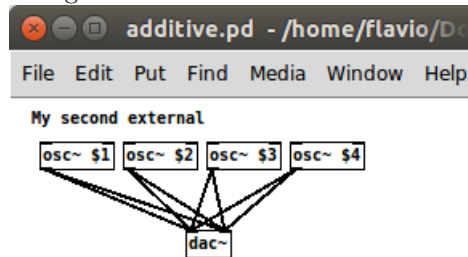 additive.pd - /home/flavio/Do
File Edit Put Find Media Window Help
My second external
osc~ $1 osc~ $2 osc~ $3 osc~ $4
dac~